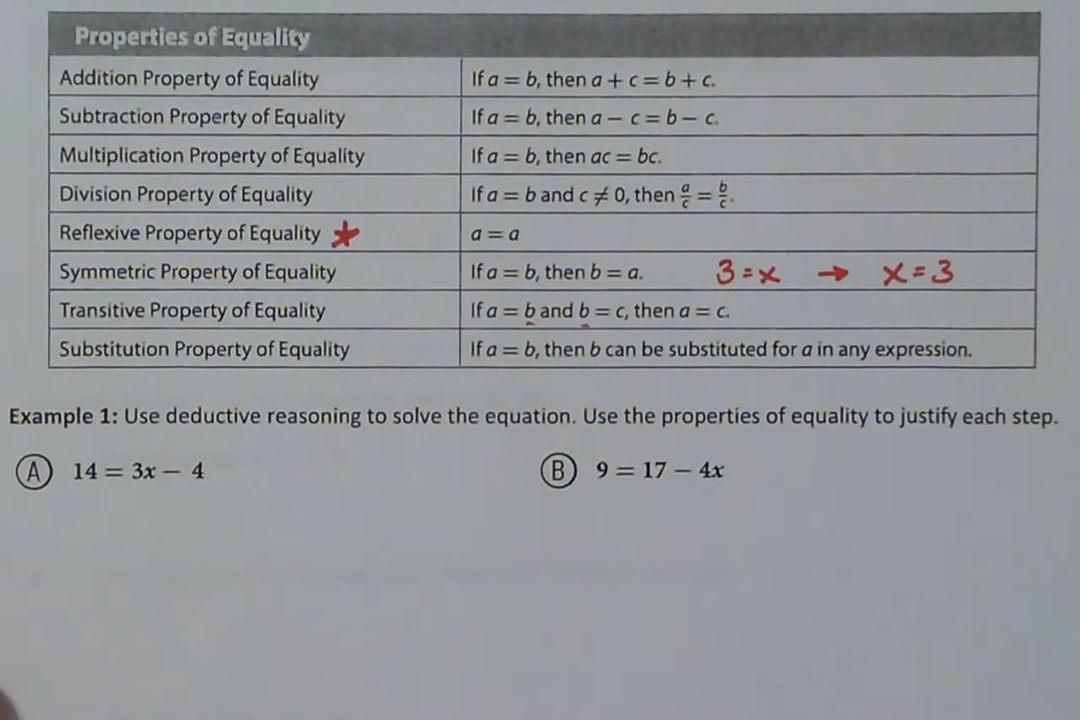 Properties of Equality
Addition Property of Equality If a = b, then a + c = b + c.
Subtraction Property of Equality If a = b, then a − c = b − c.
Multiplication Property of Equality If a = b, then ac = bc.
Division Property of Equality If a = b and c ≠ 0, then a/c = b/c.
Reflexive Property of Equality ★ a = a
Symmetric Property of Equality If a = b, then b = a. 3 = x → x = 3
Transitive Property of Equality If a = b and b = c, then a = c.
Substitution Property of Equality If a = b, then b can be substituted for a in any expression.
Example 1: Use deductive reasoning to solve the equation. Use the properties of equality to justify each step.
Ⓐ 14 = 3x − 4 Ⓑ 9 = 17 − 4x